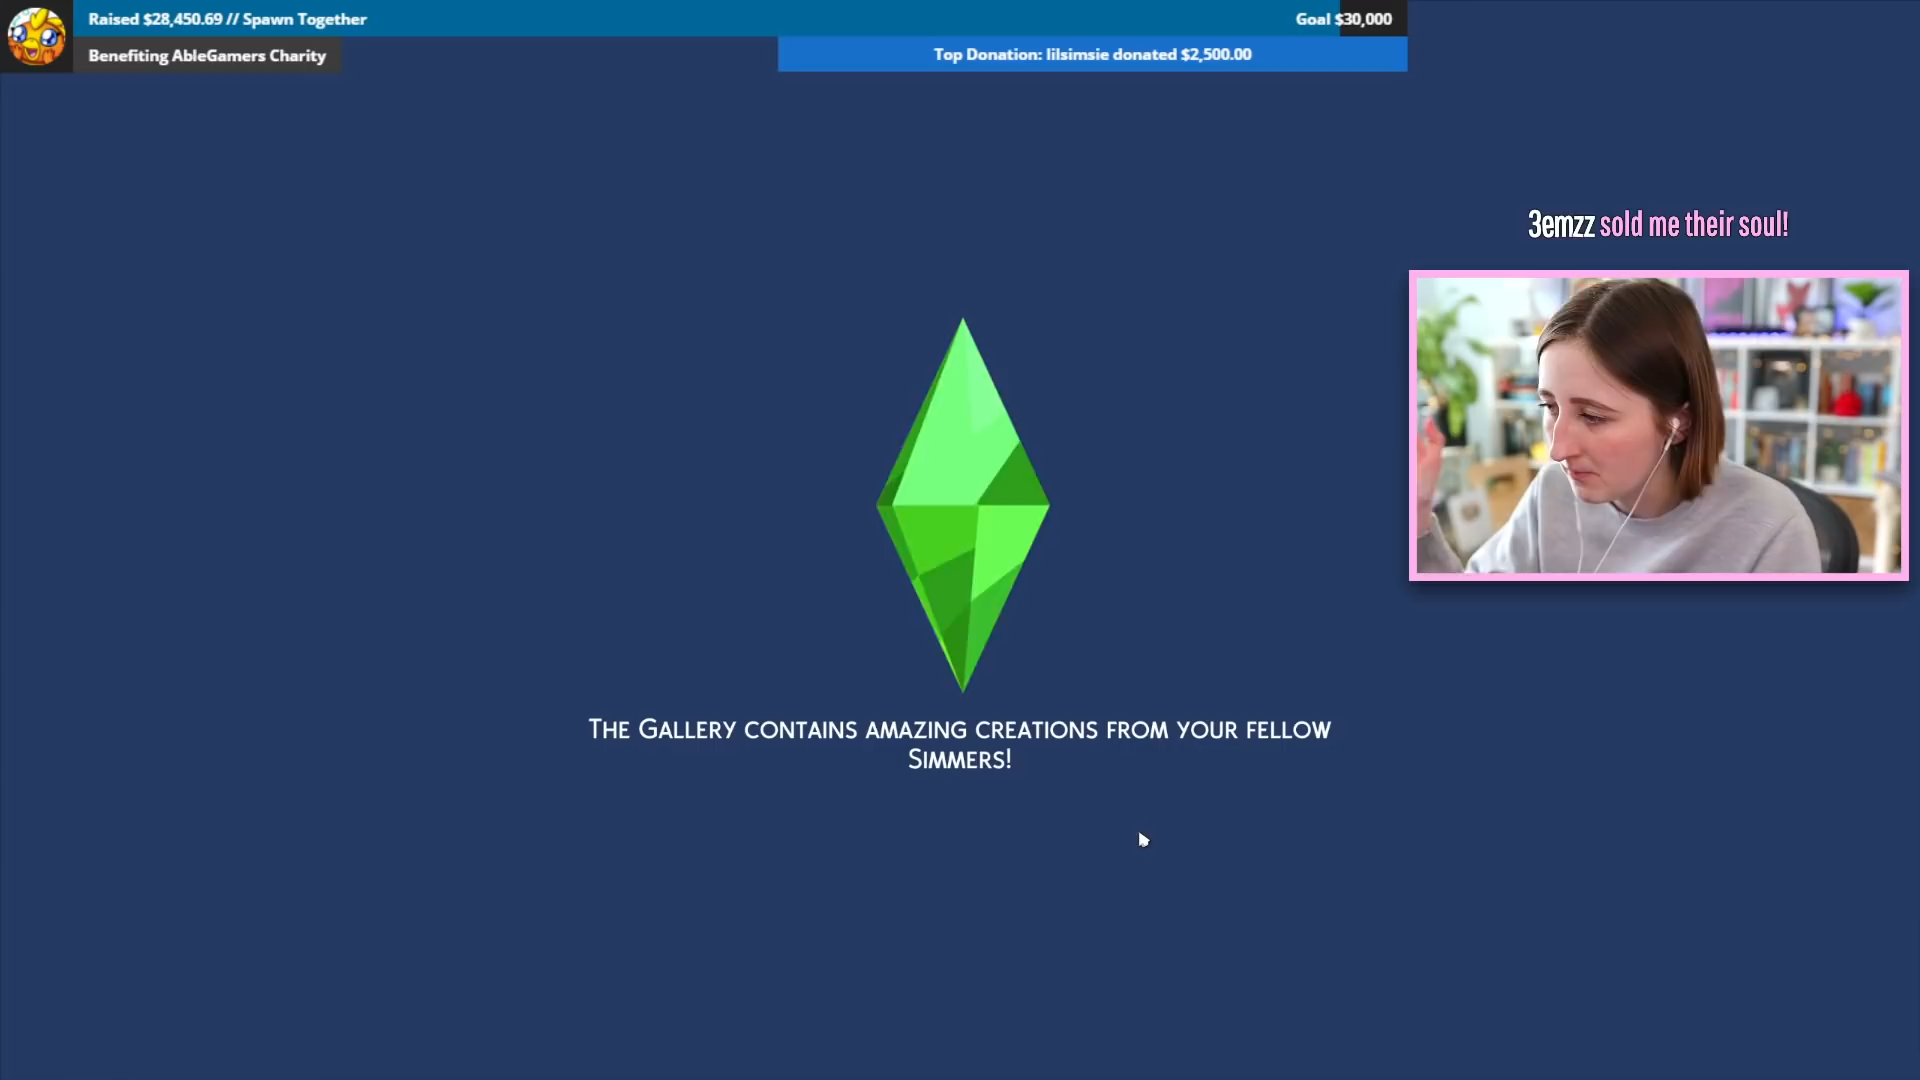 Raised $28,450.69 // Spawn Together
Goal $30,000
Benefiting AbleGamers Charity
Top Donation: lilsimsie donated $2,500.00
3emzz sold me their soul!
The Gallery contains amazing creations from your fellow
Simmers!